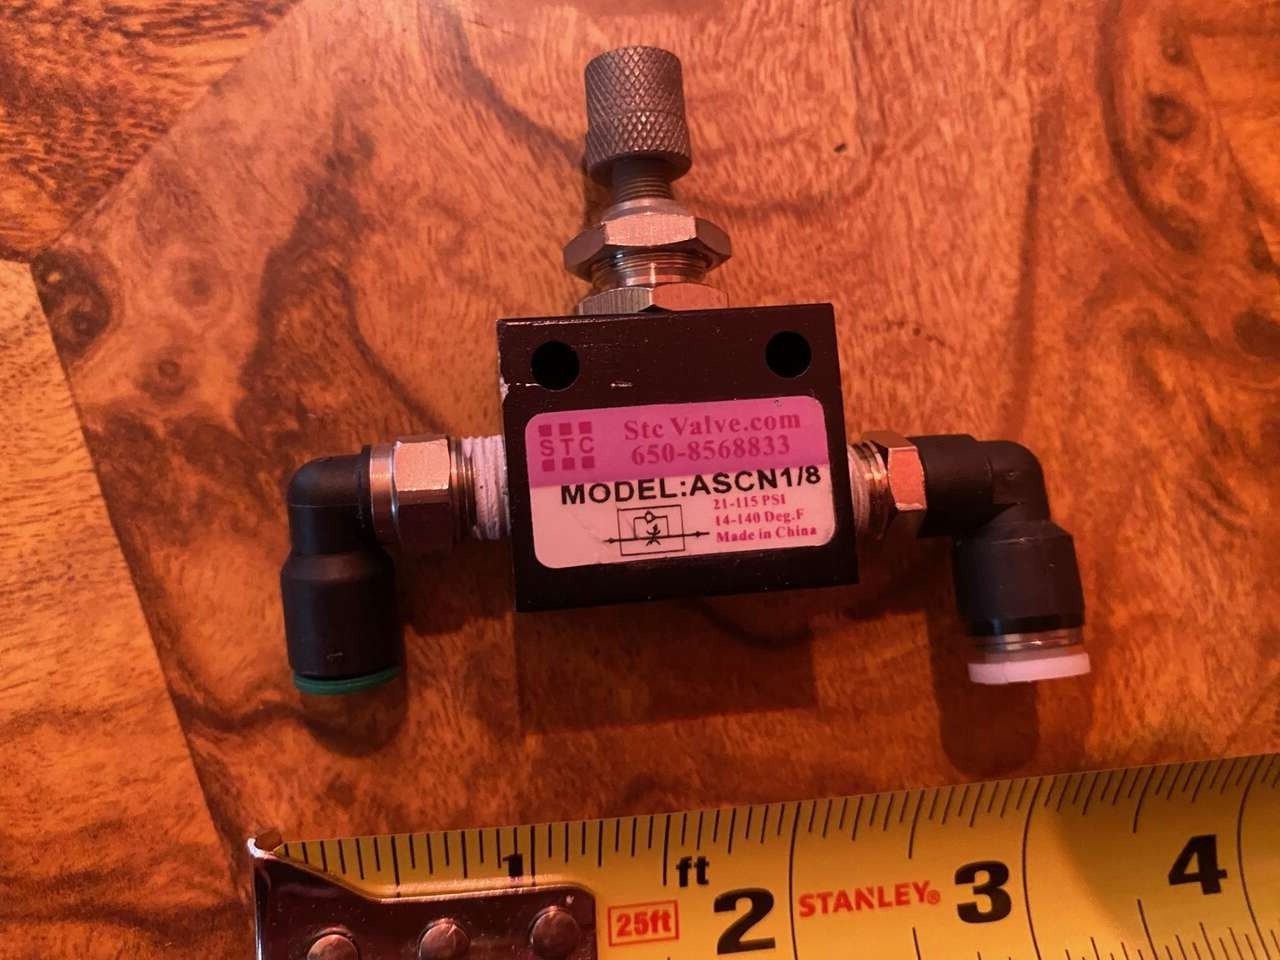 STC
Stc Valve.com
650-8568833
MODEL:ASCN1/8
21-115 PSI
14-140 Deg.F
Made in China
1 ft 2 3 4
25ft STANLEY®